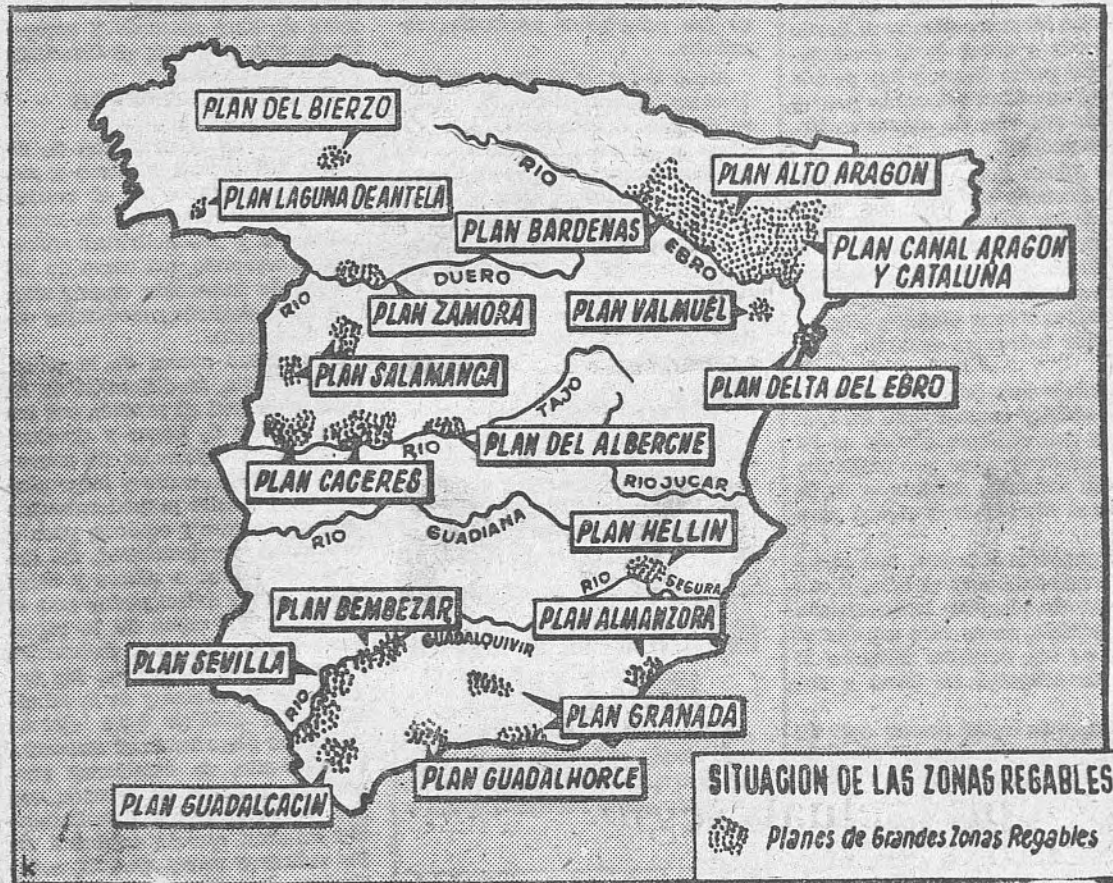 PLAN DEL BIERZO
PLAN LAGUNA DE ANTELA
RIO
EBRO
PLAN ALTO ARAGON
PLAN BARDENAS
PLAN CANAL ARAGON
Y CATALUÑA
RIO
DUERO
PLAN ZAMORA
PLAN VALMUEL
PLAN SALAMANCA
PLAN DELTA DEL EBRO
RIO
TAJO
PLAN DEL ALBERCHE
PLAN CACERES
RIO JUCAR
RIO
GUADIANA
PLAN HELLIN
RIO
SEGURA
PLAN BEMBEZAR
PLAN ALMANZORA
RIO
GUADALQUIVIR
PLAN SEVILLA
PLAN GRANADA
PLAN GUADALHORCE
PLAN GUADALCACIN
SITUACION DE LAS ZONAS REGABLES
Planes de Grandes Zonas Regables
K